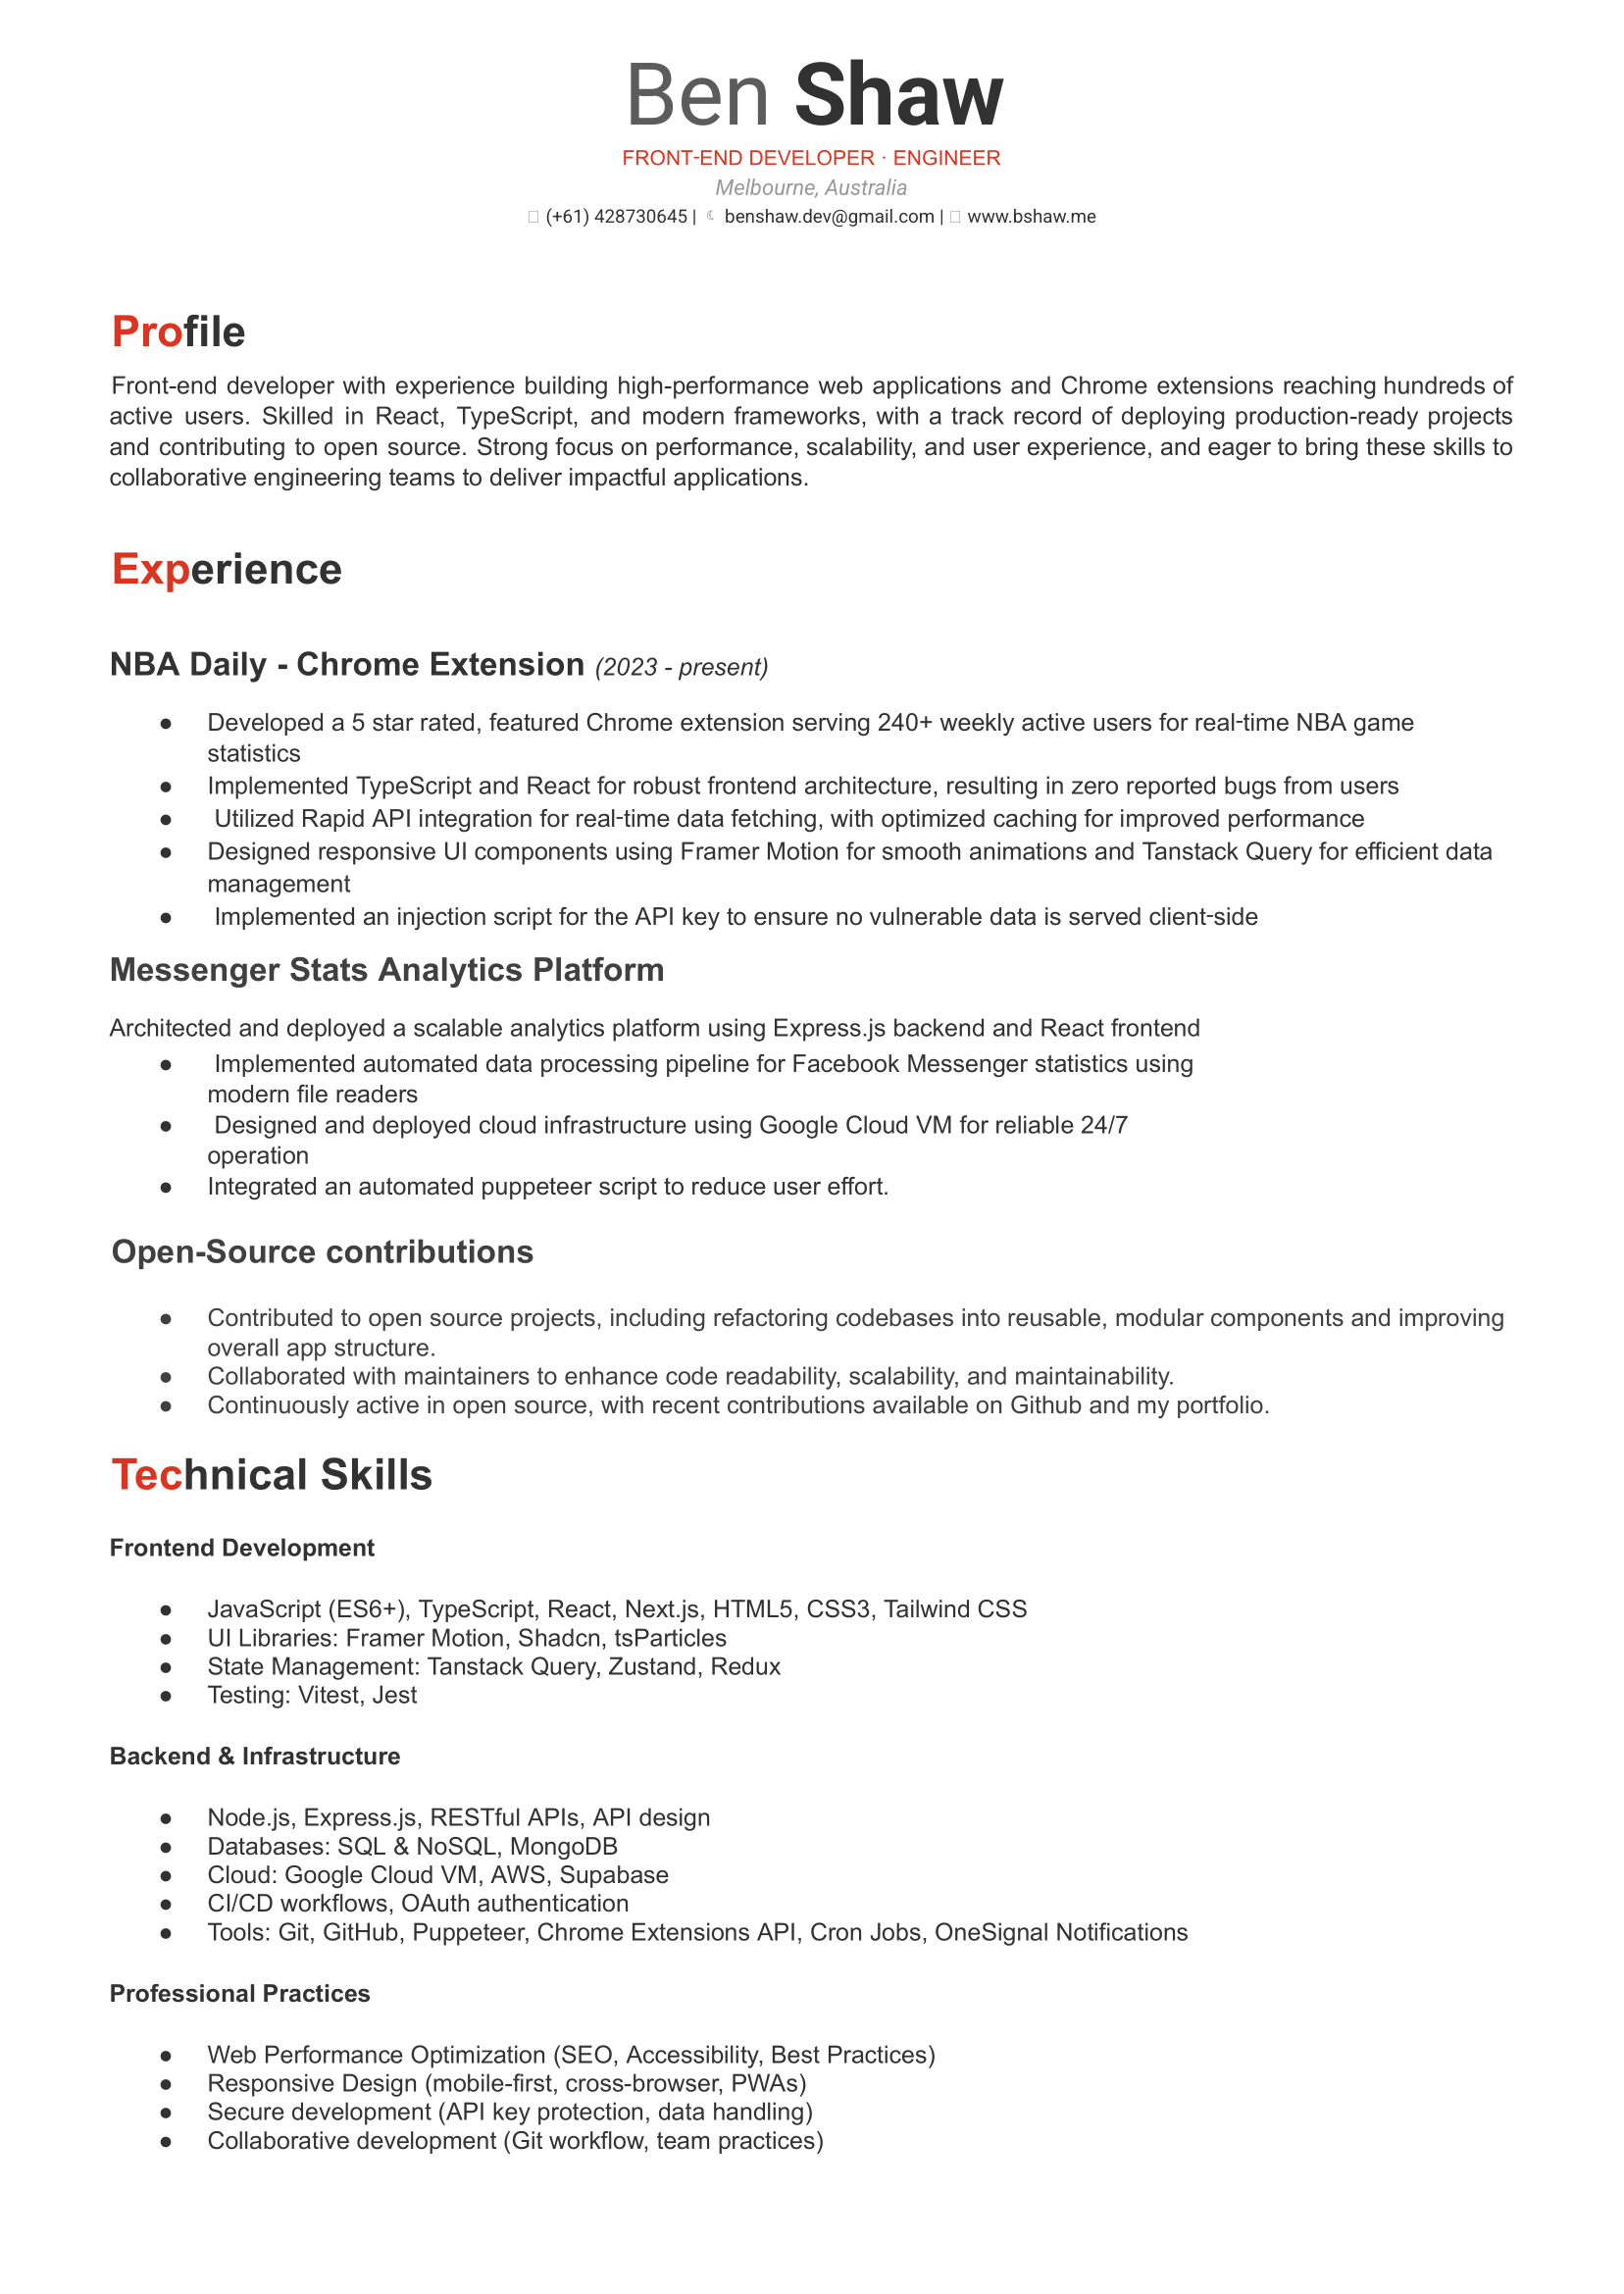 Ben Shaw
FRONT-END DEVELOPER · ENGINEER
Melbourne, Australia
(+61) 428730645 | benshaw.dev@gmail.com | www.bshaw.me
Profile
Front-end developer with experience building high-performance web applications and Chrome extensions reaching hundreds of
active users. Skilled in React, TypeScript, and modern frameworks, with a track record of deploying production-ready projects
and contributing to open source. Strong focus on performance, scalability, and user experience, and eager to bring these skills to
collaborative engineering teams to deliver impactful applications.
Experience
NBA Daily - Chrome Extension (2023 - present)
● Developed a 5 star rated, featured Chrome extension serving 240+ weekly active users for real-time NBA game
statistics
● Implemented TypeScript and React for robust frontend architecture, resulting in zero reported bugs from users
● Utilized Rapid API integration for real-time data fetching, with optimized caching for improved performance
● Designed responsive UI components using Framer Motion for smooth animations and Tanstack Query for efficient data
management
● Implemented an injection script for the API key to ensure no vulnerable data is served client-side
Messenger Stats Analytics Platform
Architected and deployed a scalable analytics platform using Express.js backend and React frontend
● Implemented automated data processing pipeline for Facebook Messenger statistics using
modern file readers
● Designed and deployed cloud infrastructure using Google Cloud VM for reliable 24/7
operation
● Integrated an automated puppeteer script to reduce user effort.
Open-Source contributions
● Contributed to open source projects, including refactoring codebases into reusable, modular components and improving
overall app structure.
● Collaborated with maintainers to enhance code readability, scalability, and maintainability.
● Continuously active in open source, with recent contributions available on Github and my portfolio.
Technical Skills
Frontend Development
● JavaScript (ES6+), TypeScript, React, Next.js, HTML5, CSS3, Tailwind CSS
● UI Libraries: Framer Motion, Shadcn, tsParticles
● State Management: Tanstack Query, Zustand, Redux
● Testing: Vitest, Jest
Backend & Infrastructure
● Node.js, Express.js, RESTful APIs, API design
● Databases: SQL & NoSQL, MongoDB
● Cloud: Google Cloud VM, AWS, Supabase
● CI/CD workflows, OAuth authentication
● Tools: Git, GitHub, Puppeteer, Chrome Extensions API, Cron Jobs, OneSignal Notifications
Professional Practices
● Web Performance Optimization (SEO, Accessibility, Best Practices)
● Responsive Design (mobile-first, cross-browser, PWAs)
● Secure development (API key protection, data handling)
● Collaborative development (Git workflow, team practices)